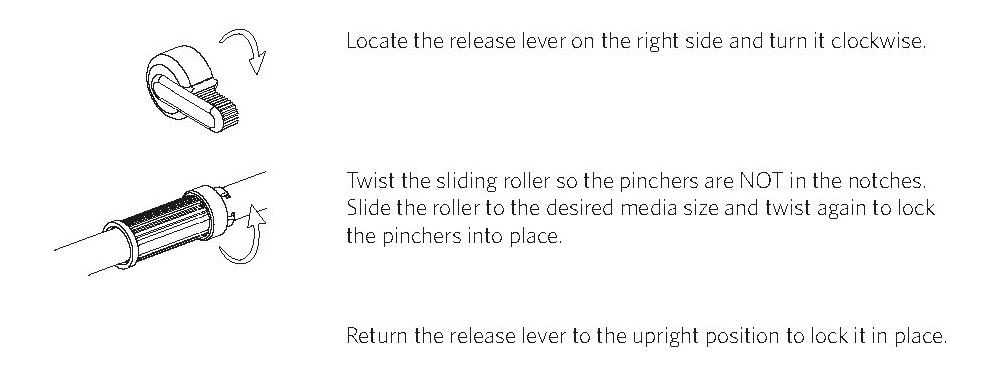 Locate the release lever on the right side and turn it clockwise.
Twist the sliding roller so the pinchers are NOT in the notches.
Slide the roller to the desired media size and twist again to lock
the pinchers into place.
Return the release lever to the upright position to lock it in place.